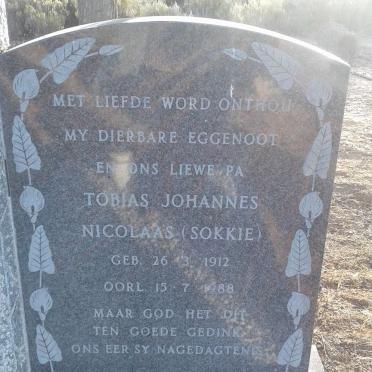 MET LIEFDE WORD ONTHOU
MY DIERBARE EGGENOOT
EN ONS LIEWE PA
TOBIAS JOHANNES
NICOLAAS (SOKKIE)
GEB. 26 3 1912
OORL 15 7 1988
MAAR GOD HET DIT
TEN GOEDE GEDINK
ONS EER SY NAGEDAGTENIS